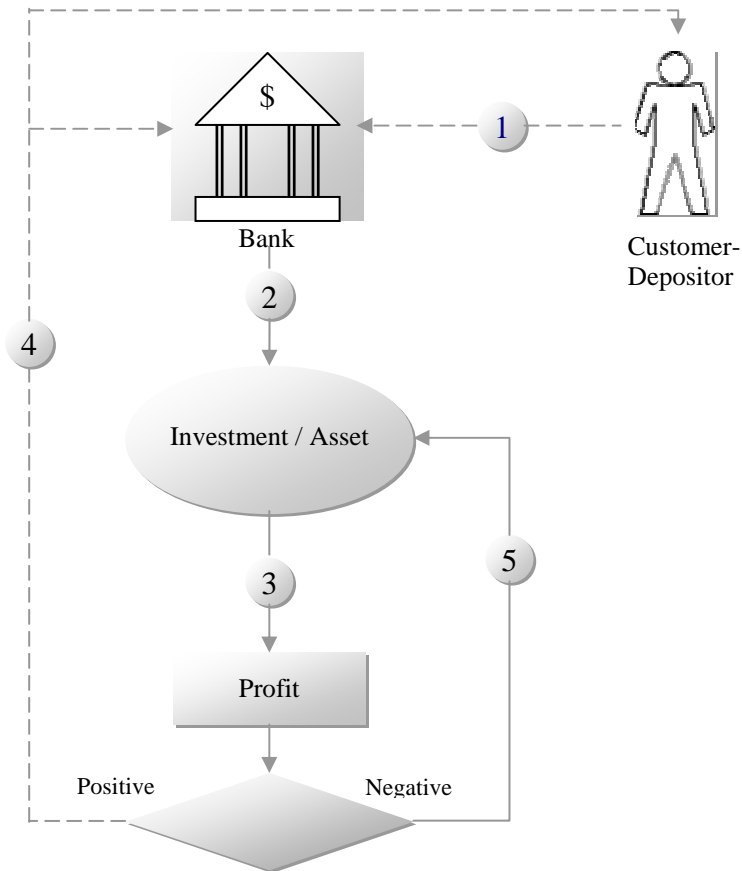 $
1
Bank
Customer-
Depositor
2
4
Investment / Asset
5
3
Profit
Positive
Negative